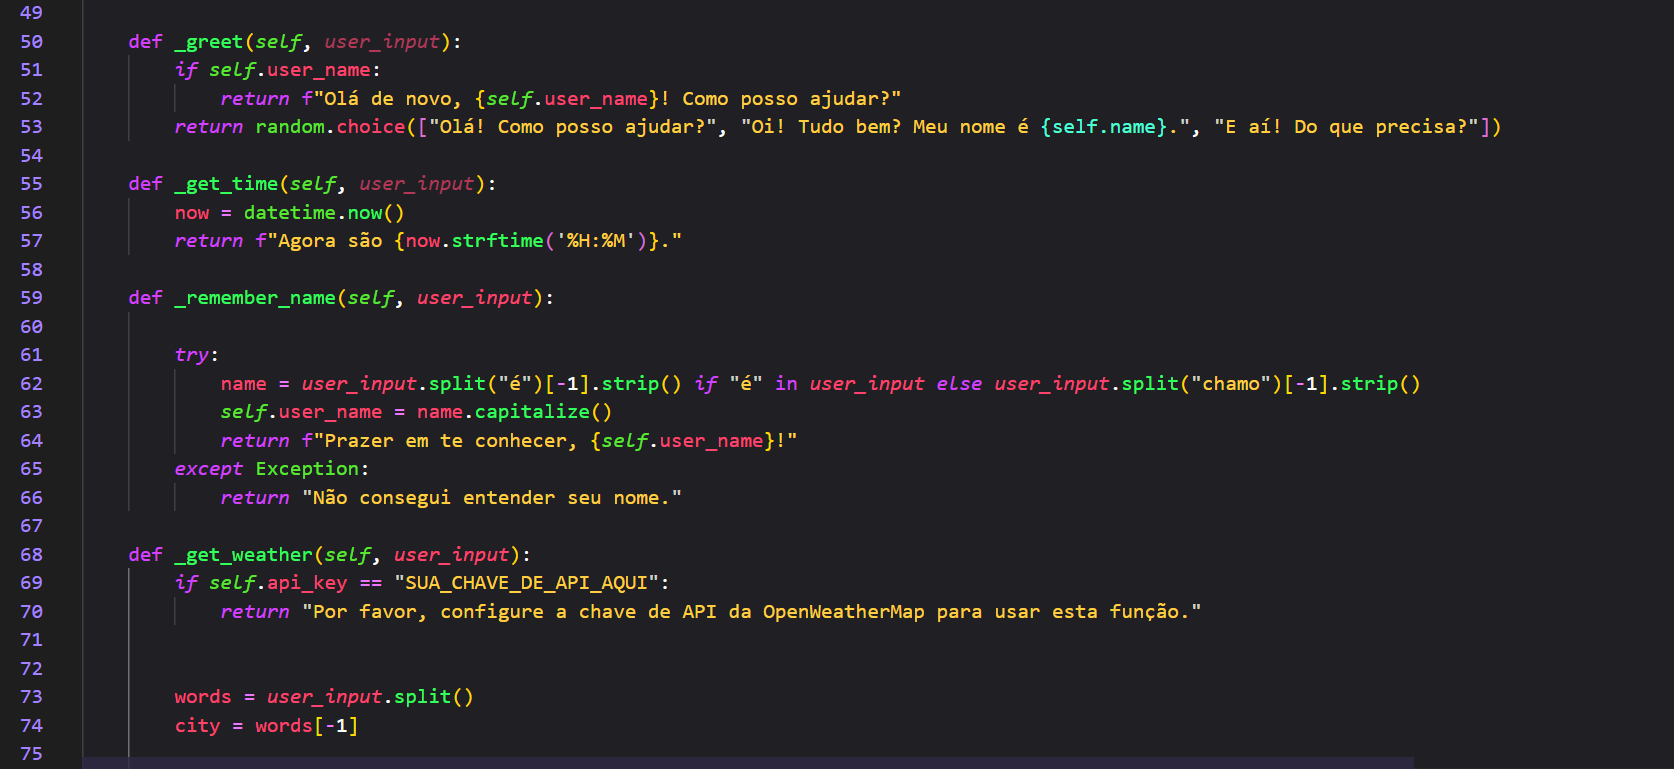 49
50 def _greet(self, user_input):
51 if self.user_name:
52 return f"Olá de novo, {self.user_name}! Como posso ajudar?"
53 return random.choice(["Olá! Como posso ajudar?", "Oi! Tudo bem? Meu nome é {self.name}.", "E aí! Do que precisa?"])
54
55 def _get_time(self, user_input):
56 now = datetime.now()
57 return f"Agora são {now.strftime('%H:%M')}."
58
59 def _remember_name(self, user_input):
60
61 try:
62 name = user_input.split("é")[-1].strip() if "é" in user_input else user_input.split("chamo")[-1].strip()
63 self.user_name = name.capitalize()
64 return f"Prazer em te conhecer, {self.user_name}!"
65 except Exception:
66 return "Não consegui entender seu nome."
67
68 def _get_weather(self, user_input):
69 if self.api_key == "SUA_CHAVE_DE_API_AQUI":
70 return "Por favor, configure a chave de API da OpenWeatherMap para usar esta função."
71
72
73 words = user_input.split()
74 city = words[-1]
75